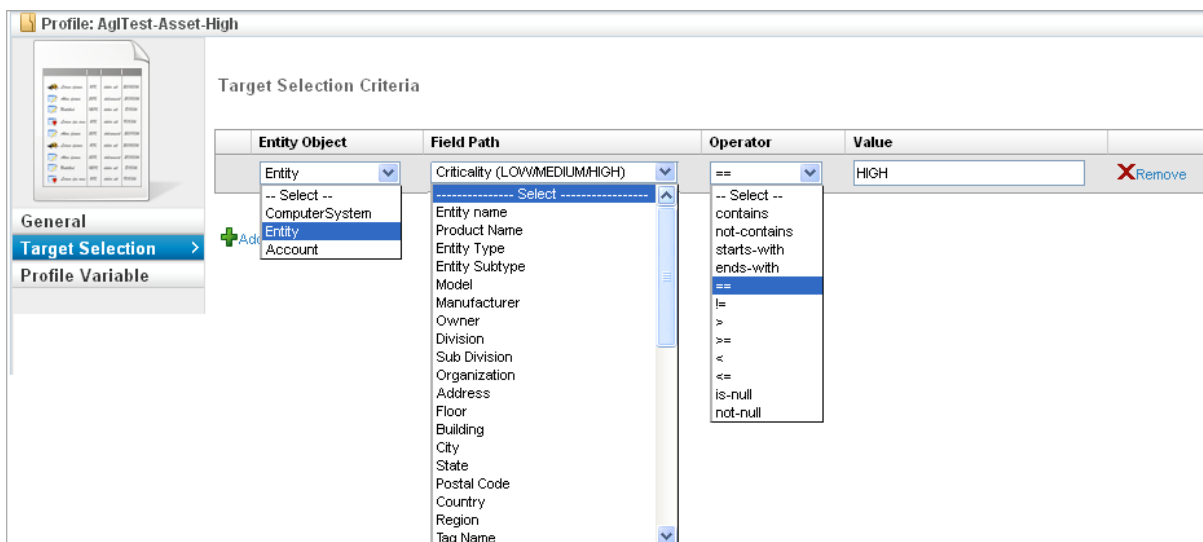 Profile: AglTest-Asset-High
Target Selection Criteria
Entity Object Field Path Operator Value
Entity Criticality (LOW/MEDIUM/HIGH) == HIGH Remove
-- Select --
ComputerSystem
Entity
Account
--------------- Select -----------------
Entity name
Product Name
Entity Type
Entity Subtype
Model
Manufacturer
Owner
Division
Sub Division
Organization
Address
Floor
Building
City
State
Postal Code
Country
Region
Tag Name
-- Select --
contains
not-contains
starts-with
ends-with
==
!=
>
>=
<
<=
is-null
not-null
General
Target Selection >
Profile Variable